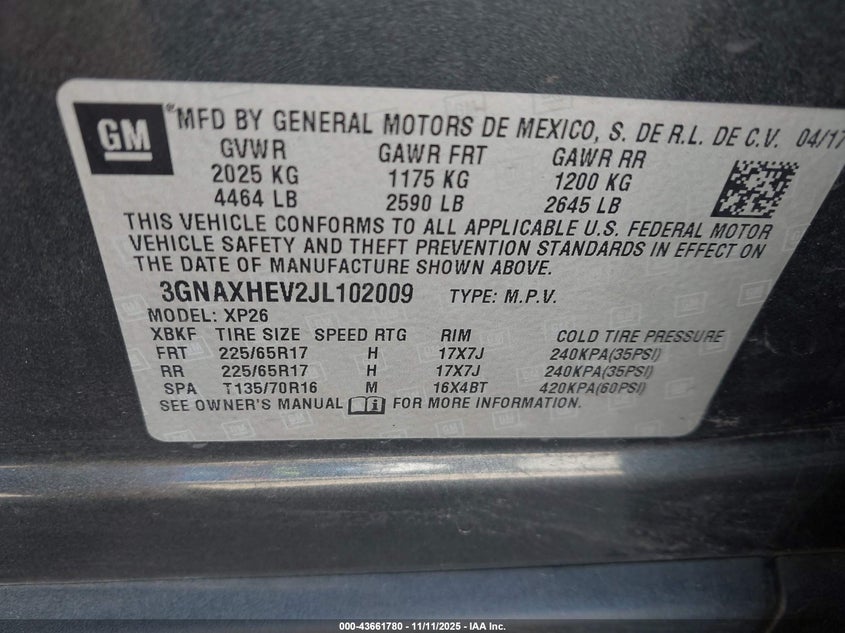 GM
® MFD BY GENERAL MOTORS DE MEXICO, S. DE R.L. DE C.V. 04/17
GVWR GAWR FRT GAWR RR
2025 KG 1175 KG 1200 KG
4464 LB 2590 LB 2645 LB
THIS VEHICLE CONFORMS TO ALL APPLICABLE U.S. FEDERAL MOTOR
VEHICLE SAFETY AND THEFT PREVENTION STANDARDS IN EFFECT ON
THE DATE OF MANUFACTURE SHOWN ABOVE.
3GNAXHEV2JL102009 TYPE: M.P.V.
MODEL: XP26
XBKF TIRE SIZE SPEED RTG RIM COLD TIRE PRESSURE
FRT 225/65R17 H 17X7J 240KPA(35PSI)
RR 225/65R17 H 17X7J 240KPA(35PSI)
SPA T135/70R16 M 16X4BT 420KPA(60PSI)
SEE OWNER'S MANUAL FOR MORE INFORMATION.
000-43661780 - 11/11/2025 - IAA Inc.